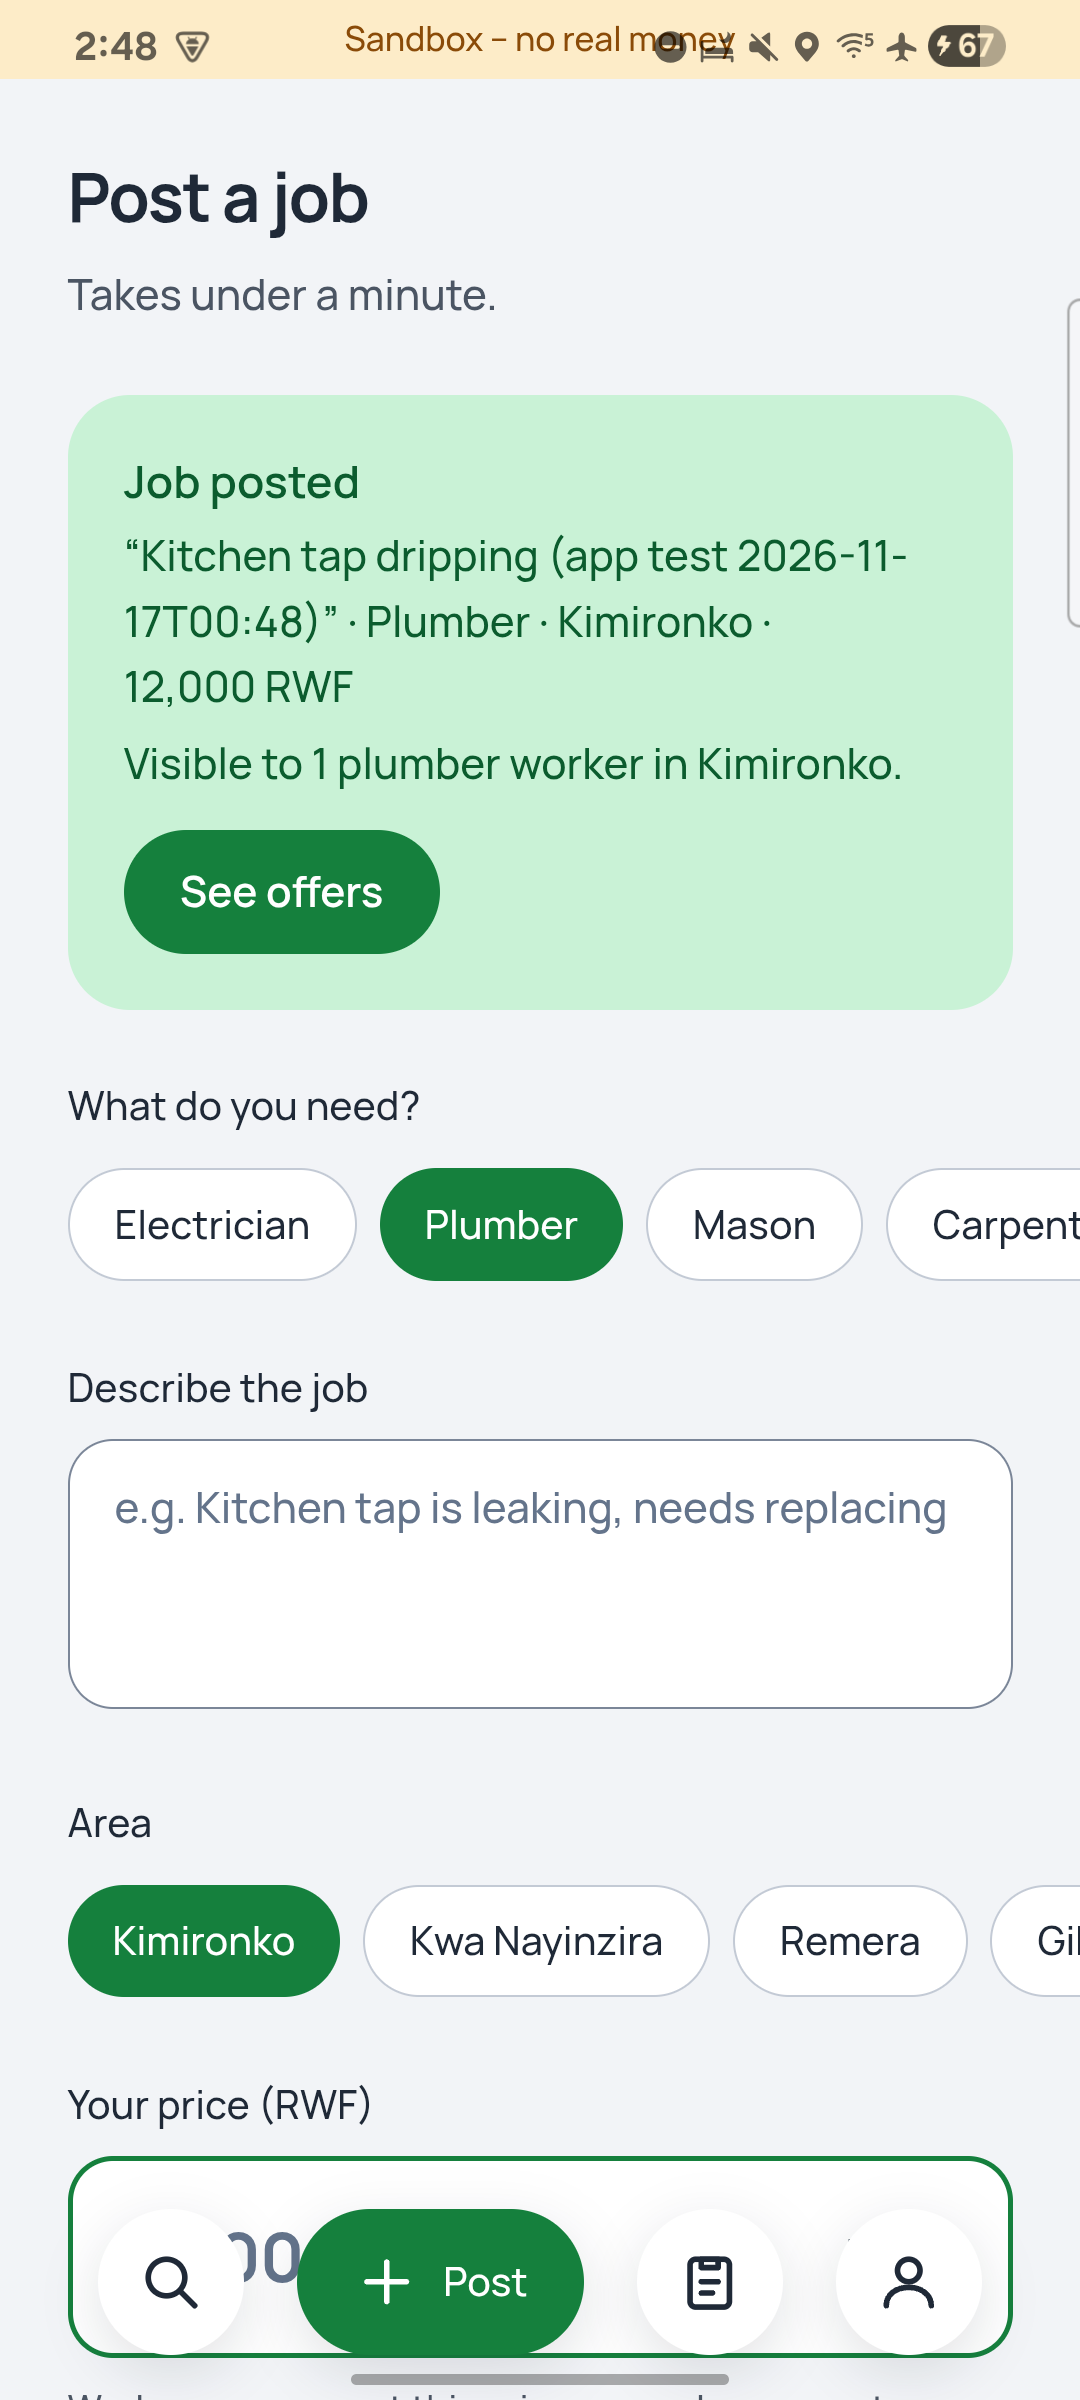 2:48
Sandbox – no real money
5
67
Post a job
Takes under a minute.
Job posted
“Kitchen tap dripping (app test 2026-11-
17T00:48)” · Plumber · Kimironko ·
12,000 RWF
Visible to 1 plumber worker in Kimironko.
See offers
What do you need?
Electrician
Plumber
Mason
Carpent
Describe the job
e.g. Kitchen tap is leaking, needs replacing
Area
Kimironko
Kwa Nayinzira
Remera
Your price (RWF)
00
Post